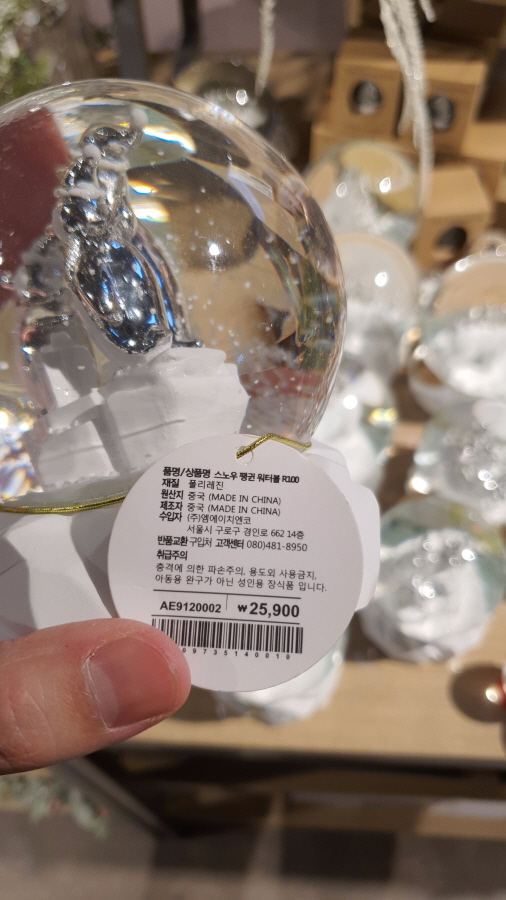 품명/상품명 스노우 팽귄 워터볼 R100
재질 폴리레진
원산지 중국 (MADE IN CHINA)
제조자 중국 (MADE IN CHINA)
수입자 (주)엠에이치앤코
서울시 구로구 경인로 662 14층
반품교환 구입처 고객센터 080)481-8950
취급주의
충격에 의한 파손주의, 용도외 사용금지,
아동용 완구가 아닌 성인용 장식품 입니다.
AE9120002 ₩25,900